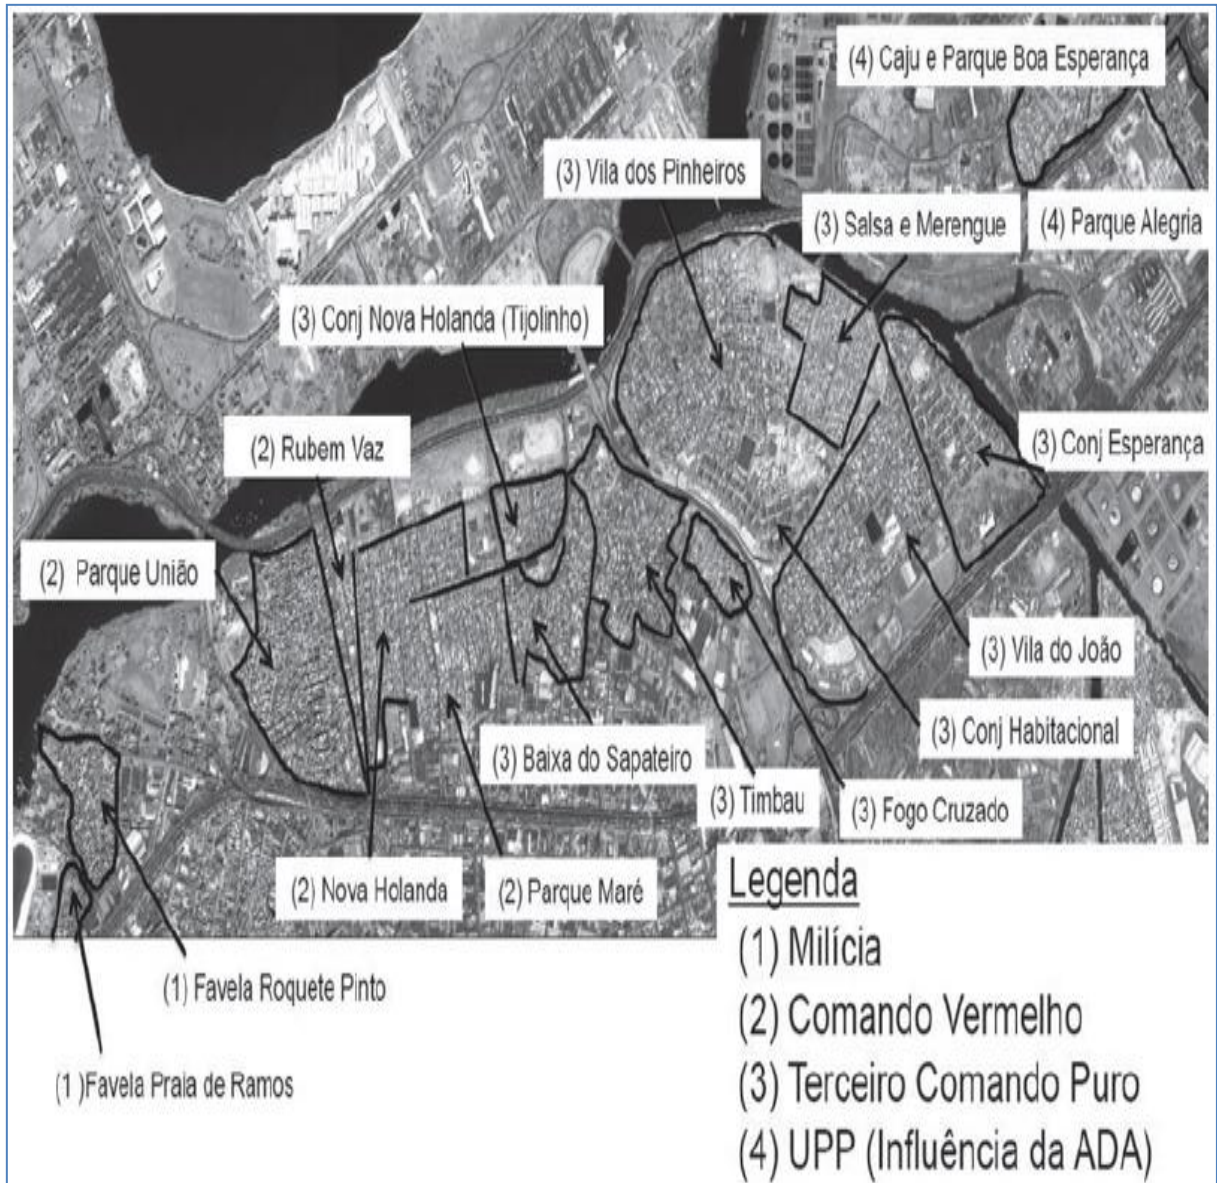 (4) Caju e Parque Boa Esperança
(3) Vila dos Pinheiros
(3) Salsa e Merengue
(4) Parque Alegria
(3) Conj Nova Holanda (Tijolinho)
(2) Rubem Vaz
(3) Conj Esperança
(2) Parque União
(3) Vila do João
(3) Conj Habitacional
(3) Baixa do Sapateiro
(3) Timbau
(3) Fogo Cruzado
(2) Nova Holanda
(2) Parque Maré
(1) Favela Roquete Pinto
(1 )Favela Praia de Ramos
Legenda
(1) Milícia
(2) Comando Vermelho
(3) Terceiro Comando Puro
(4) UPP (Influência da ADA)